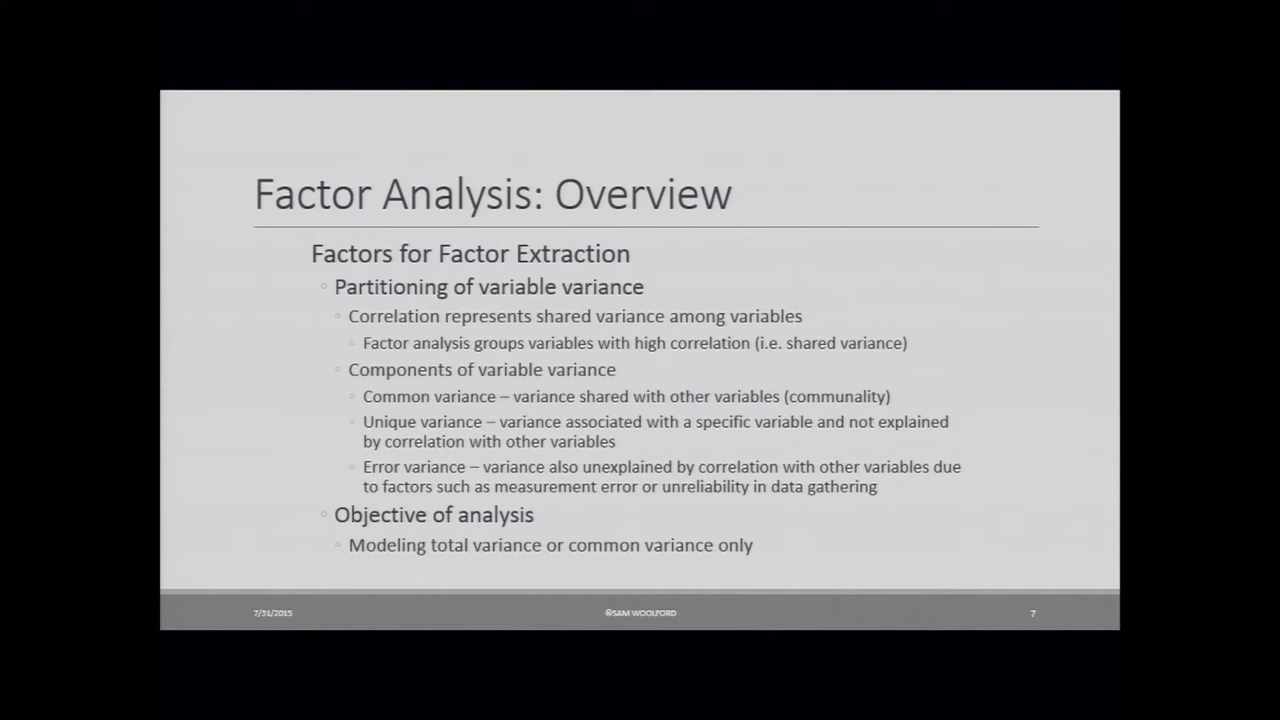 Factor Analysis: Overview
Factors for Factor Extraction
Partitioning of variable variance
Correlation represents shared variance among variables
Factor analysis groups variables with high correlation (i.e. shared variance)
Components of variable variance
Common variance – variance shared with other variables (communality)
Unique variance – variance associated with a specific variable and not explained
by correlation with other variables
Error variance – variance also unexplained by correlation with other variables due
to factors such as measurement error or unreliability in data gathering
Objective of analysis
Modeling total variance or common variance only
7/31/2015
©SAM WOOLFORD
7